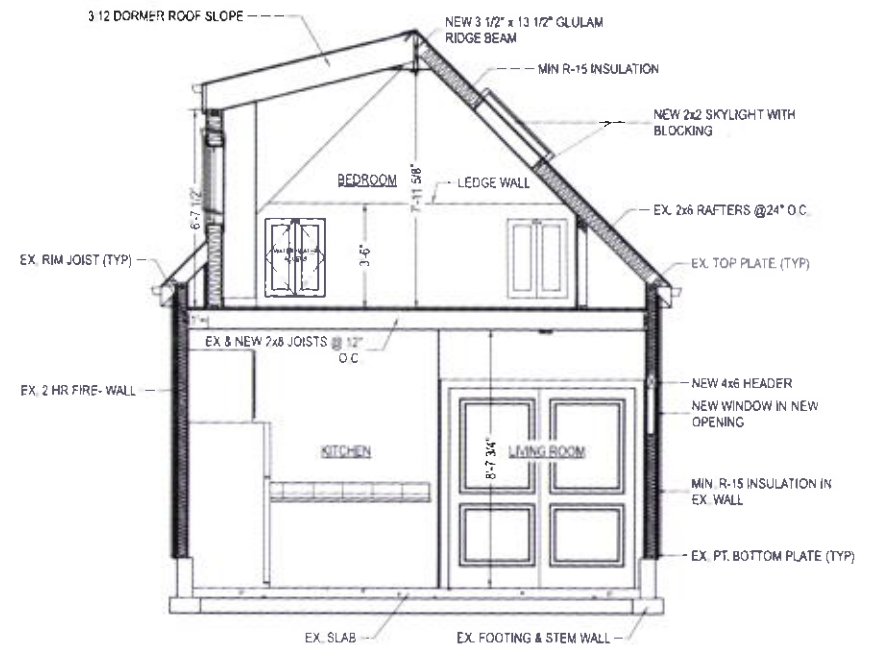 3:12 DORMER ROOF SLOPE
NEW 3 1/2" x 13 1/2" GLULAM
RIDGE BEAM
MIN R-15 INSULATION
NEW 2x2 SKYLIGHT WITH
BLOCKING
BEDROOM
LEDGE WALL
7'-11 5/8"
6'-7 1/2"
3'-6"
EX. 2x6 RAFTERS @24" O.C.
EX. RIM JOIST (TYP)
EX. TOP PLATE (TYP)
EX & NEW 2x8 JOISTS @ 12"
O.C.
EX. 2 HR FIRE- WALL
NEW 4x6 HEADER
NEW WINDOW IN NEW
OPENING
KITCHEN
8'-7 3/4"
LIVING ROOM
MIN. R-15 INSULATION IN
EX. WALL
EX. PT. BOTTOM PLATE (TYP)
EX. SLAB
EX. FOOTING & STEM WALL